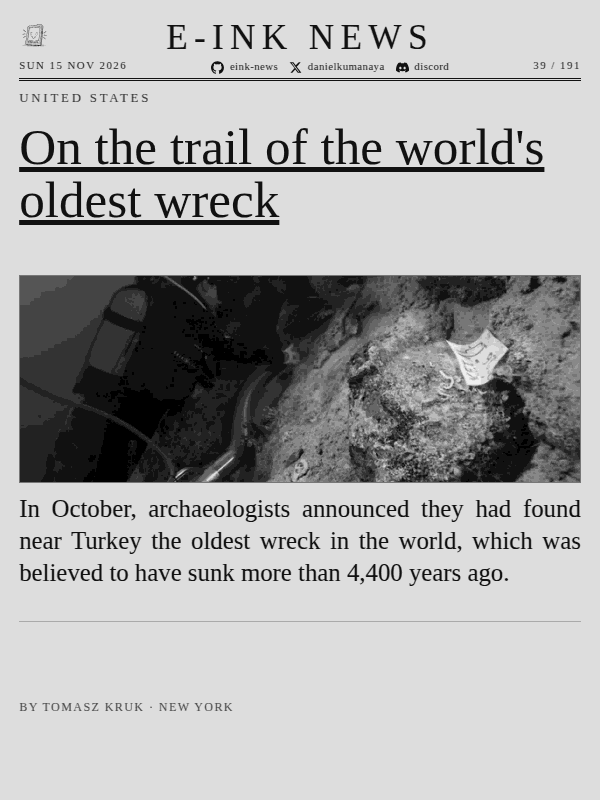 E-INK NEWS
SUN 15 NOV 2026
eink-news danielkumanaya discord
39 / 191
UNITED STATES
On the trail of the world's
oldest wreck
In October, archaeologists announced they had found
near Turkey the oldest wreck in the world, which was
believed to have sunk more than 4,400 years ago.
BY TOMASZ KRUK · NEW YORK